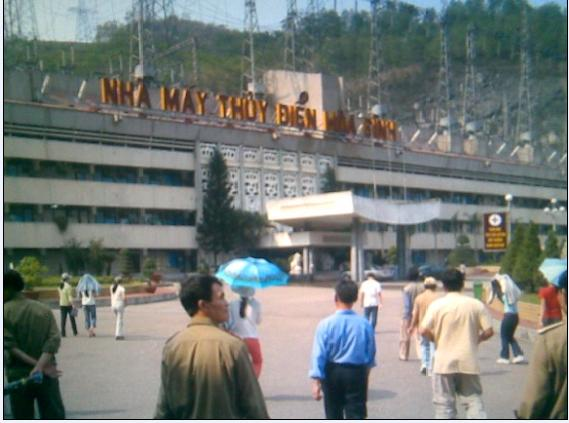 NHÀ MÁY THỦY ĐIỆN HÒA BÌNH